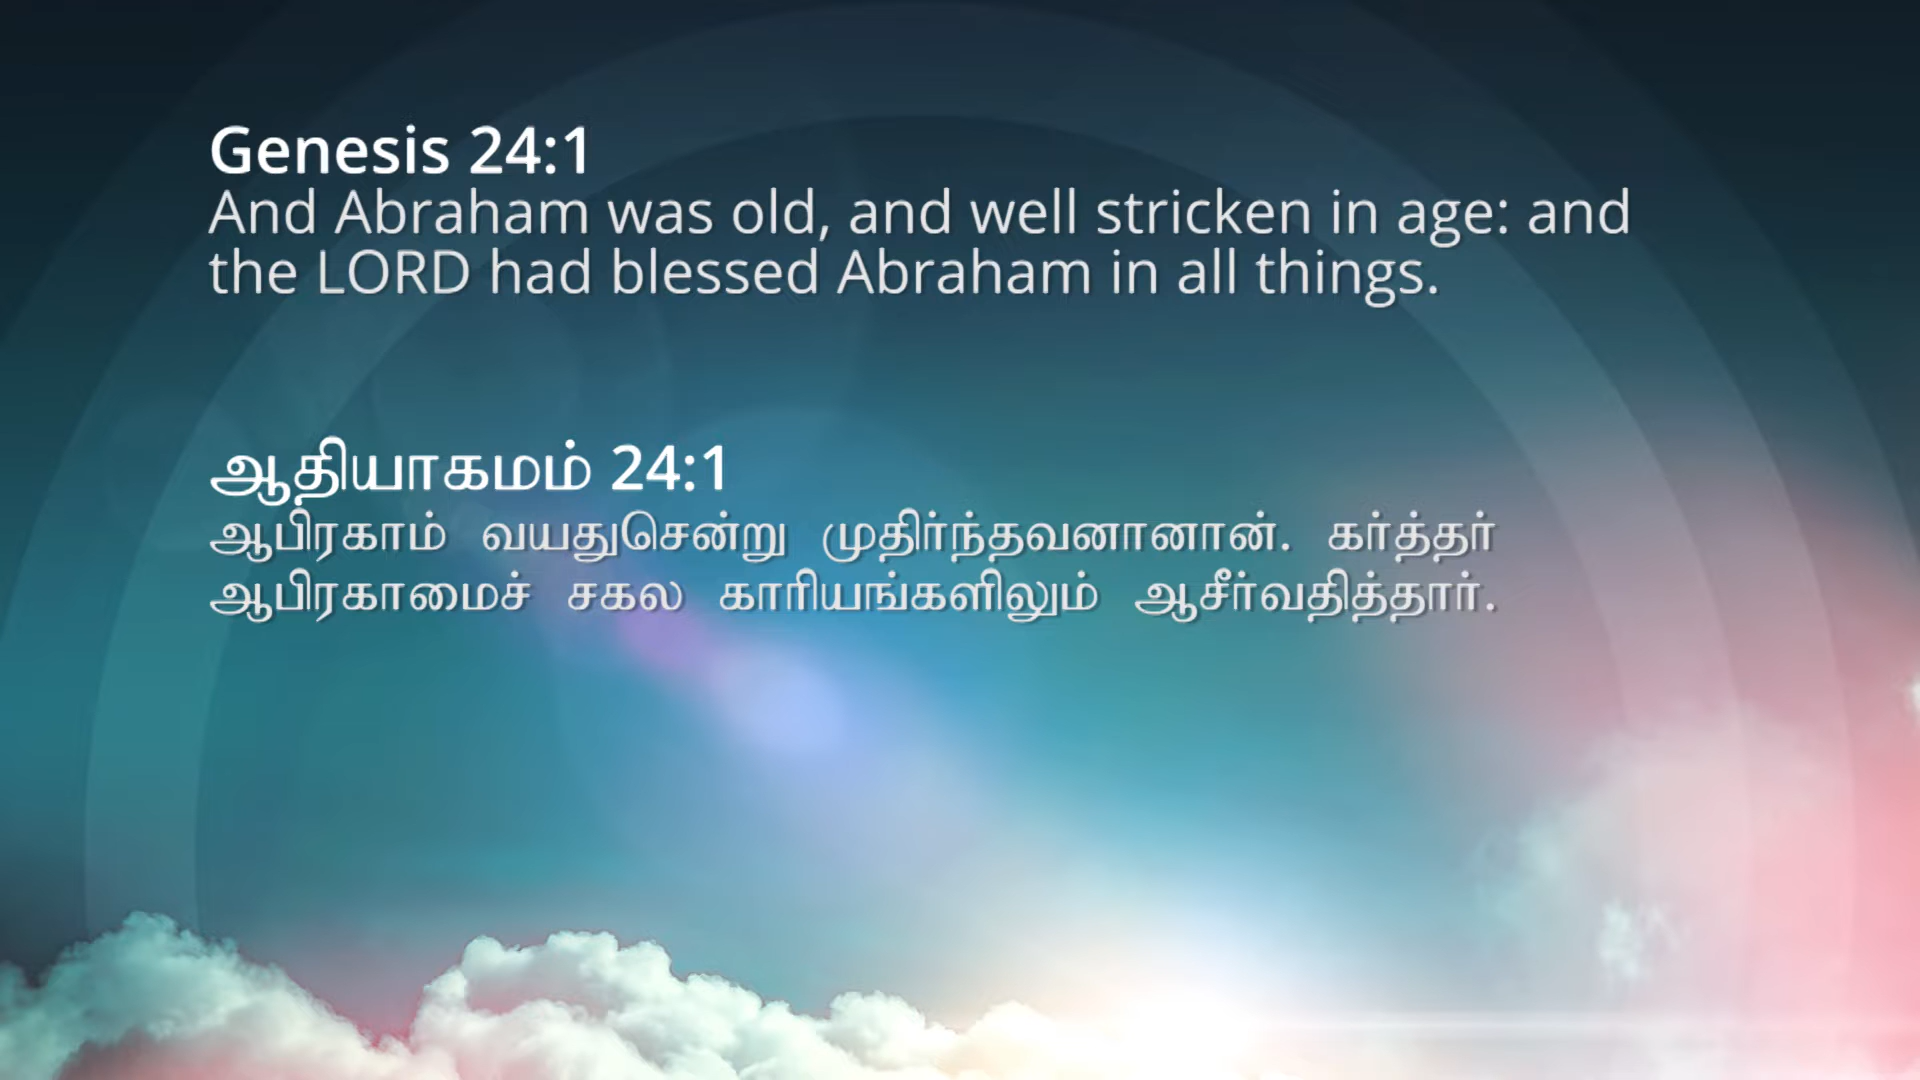 Genesis 24:1
And Abraham was old, and well stricken in age: and
the LORD had blessed Abraham in all things.
ஆதியாகமம் 24:1
ஆபிரகாம் வயதுசென்று முதிர்ந்தவனானான். கர்த்தர்
ஆபிரகாமைச் சகல காரியங்களிலும் ஆசீர்வதித்தார்.